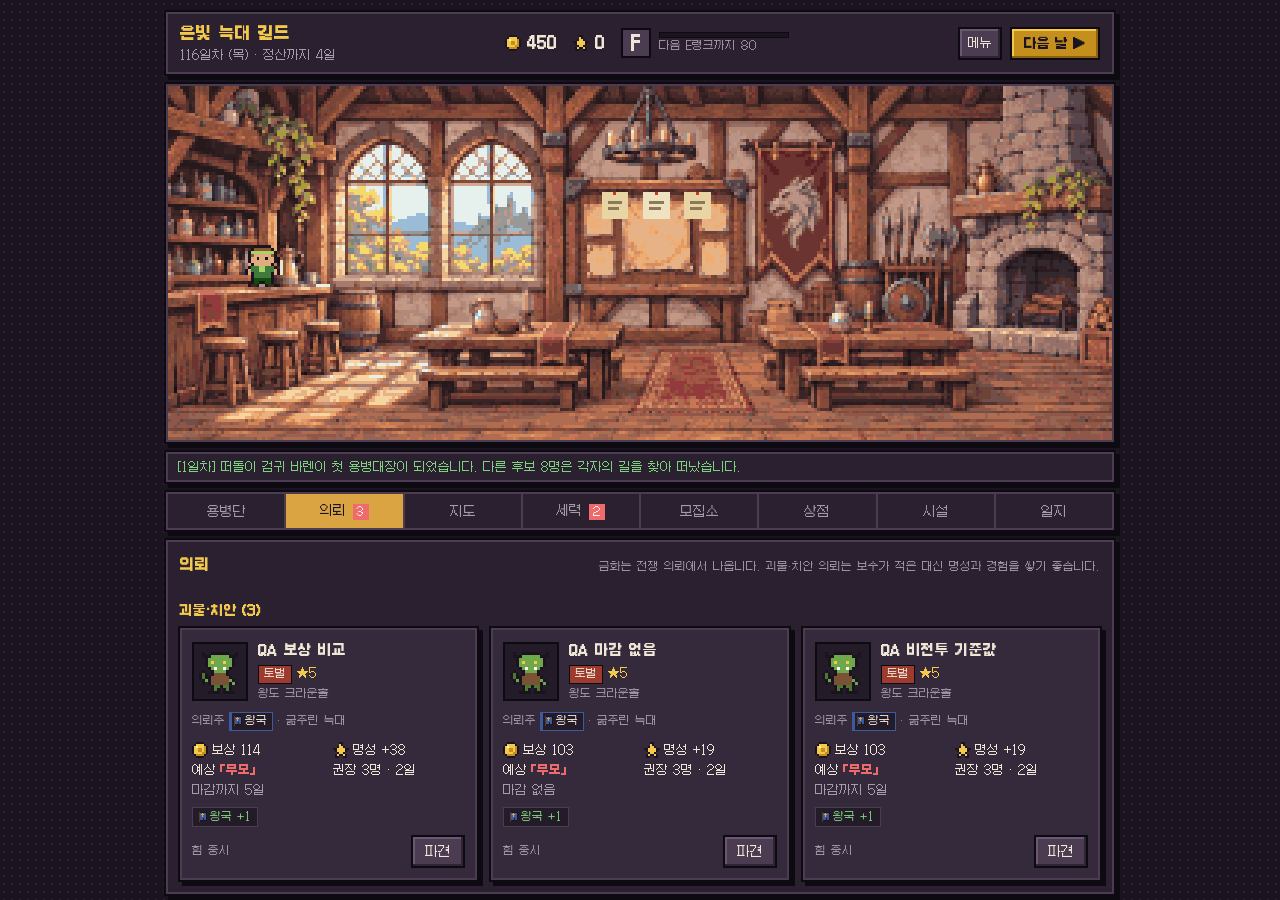 은빛 늑대 길드
116일차 (목) · 정산까지 4일
450
0
F
다음 E랭크까지 80
메뉴
다음 날 ▶
[1일차] 떠돌이 검귀 바렌이 첫 용병대장이 되었습니다. 다른 후보 8명은 각자의 길을 찾아 떠났습니다.
용병단
의뢰 3
지도
세력 2
모집소
상점
시설
일지
의뢰
금화는 전쟁 의뢰에서 나옵니다. 괴물·치안 의뢰는 보수가 적은 대신 명성과 경험을 쌓기 좋습니다.
괴물·치안 (3)
QA 보상 비교
토벌 ★5
왕도 크라운홀
의뢰주 왕국 · 굶주린 늑대
보상 114
명성 +38
예상 「무모」
권장 3명 · 2일
마감까지 5일
왕국 +1
힘 중시
파견
QA 마감 없음
토벌 ★5
왕도 크라운홀
의뢰주 왕국 · 굶주린 늑대
보상 103
명성 +19
예상 「무모」
권장 3명 · 2일
마감 없음
왕국 +1
힘 중시
파견
QA 비전투 기준값
토벌 ★5
왕도 크라운홀
의뢰주 왕국 · 굶주린 늑대
보상 103
명성 +19
예상 「무모」
권장 3명 · 2일
마감까지 5일
왕국 +1
힘 중시
파견